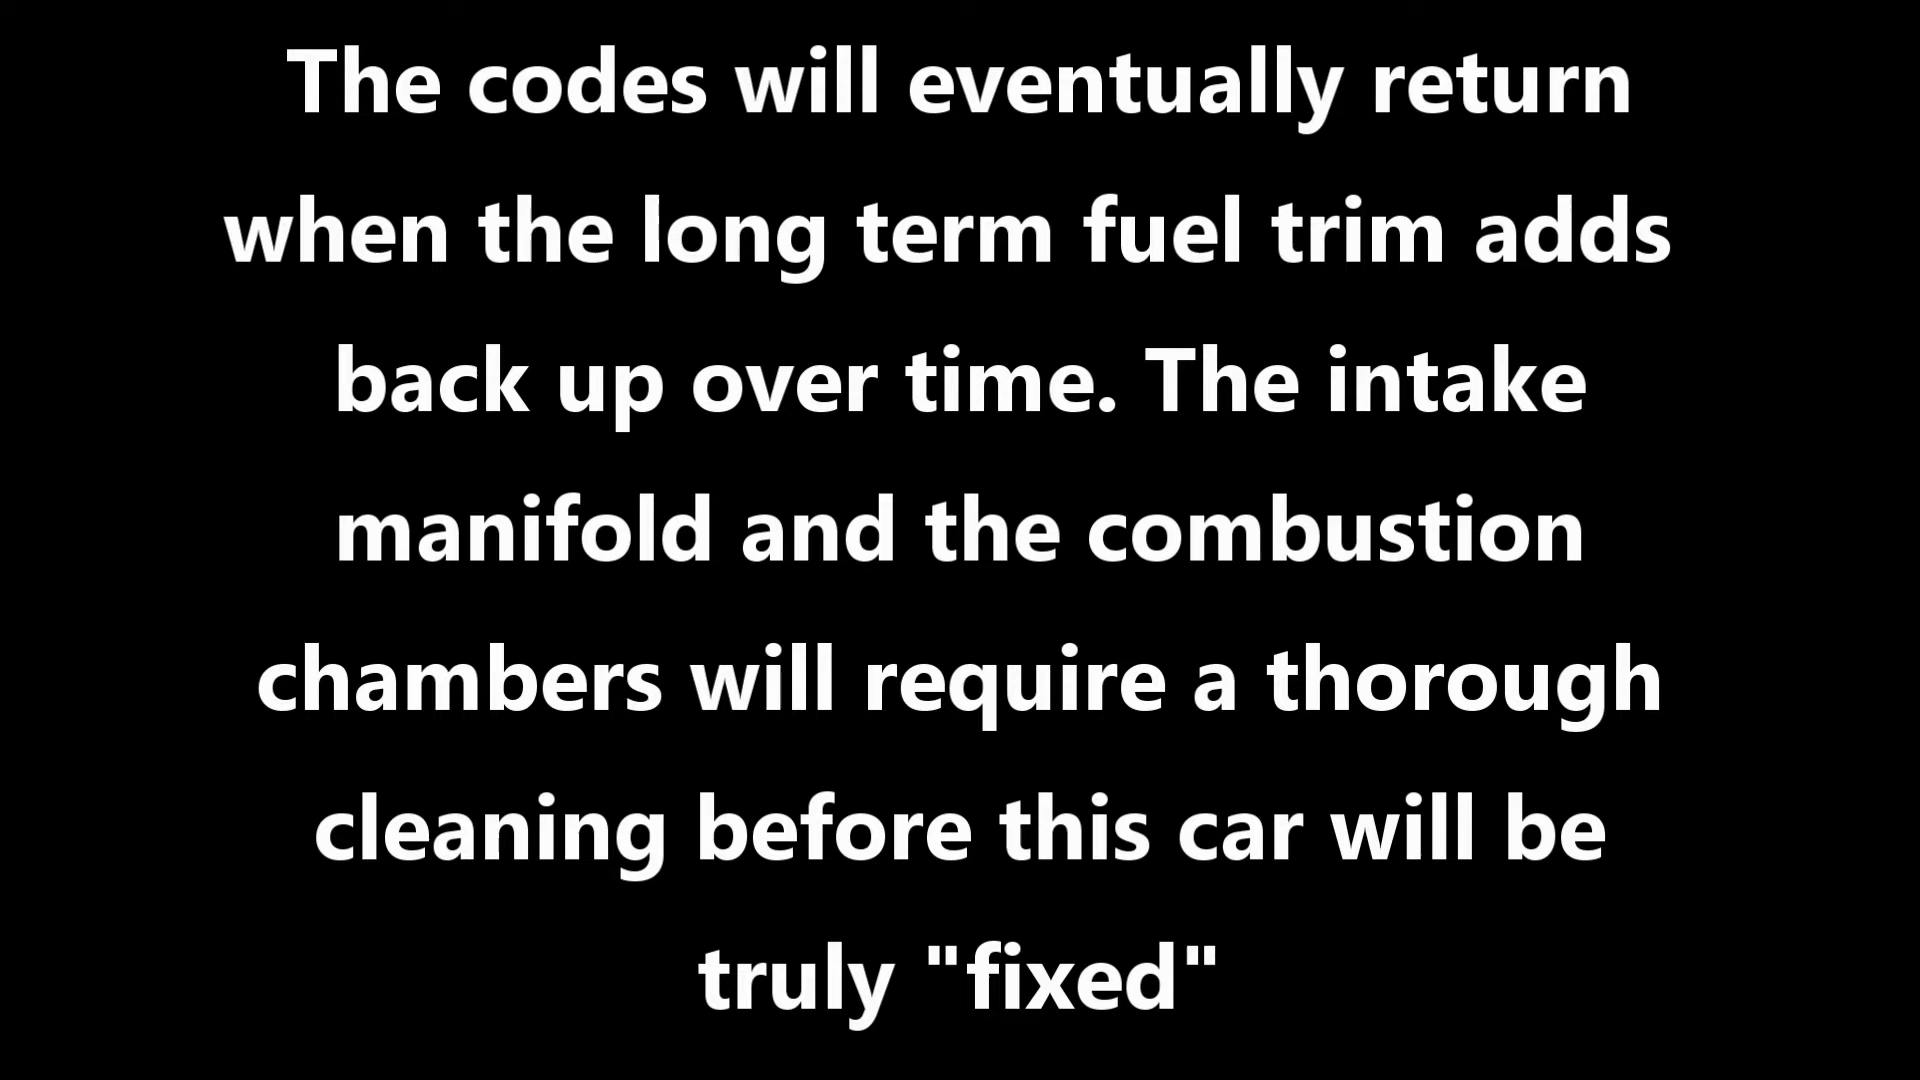 The codes will eventually return
when the long term fuel trim adds
back up over time. The intake
manifold and the combustion
chambers will require a thorough
cleaning before this car will be
truly "fixed"